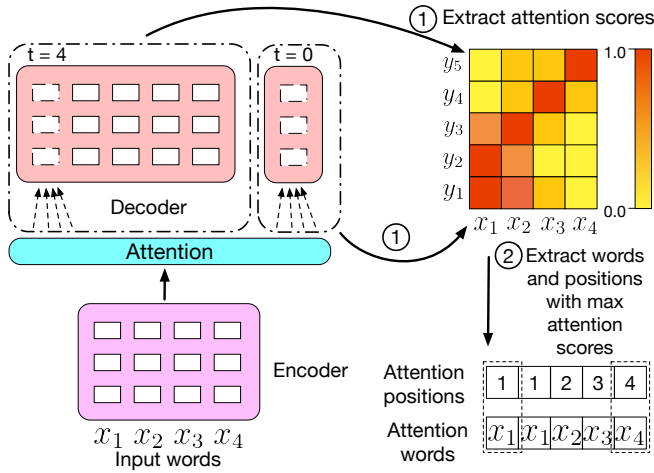 t = 4
t = 0
Decoder
Attention
Encoder
x₁ x₂ x₃ x₄
Input words
1 Extract attention scores
1
y₅
y₄
y₃
y₂
y₁
1.0
0.0
x₁ x₂ x₃ x₄
2 Extract words
and positions
with max
attention
scores
Attention
positions
1 1 2 3 4
Attention
words
x₁ x₁ x₂ x₃ x₄